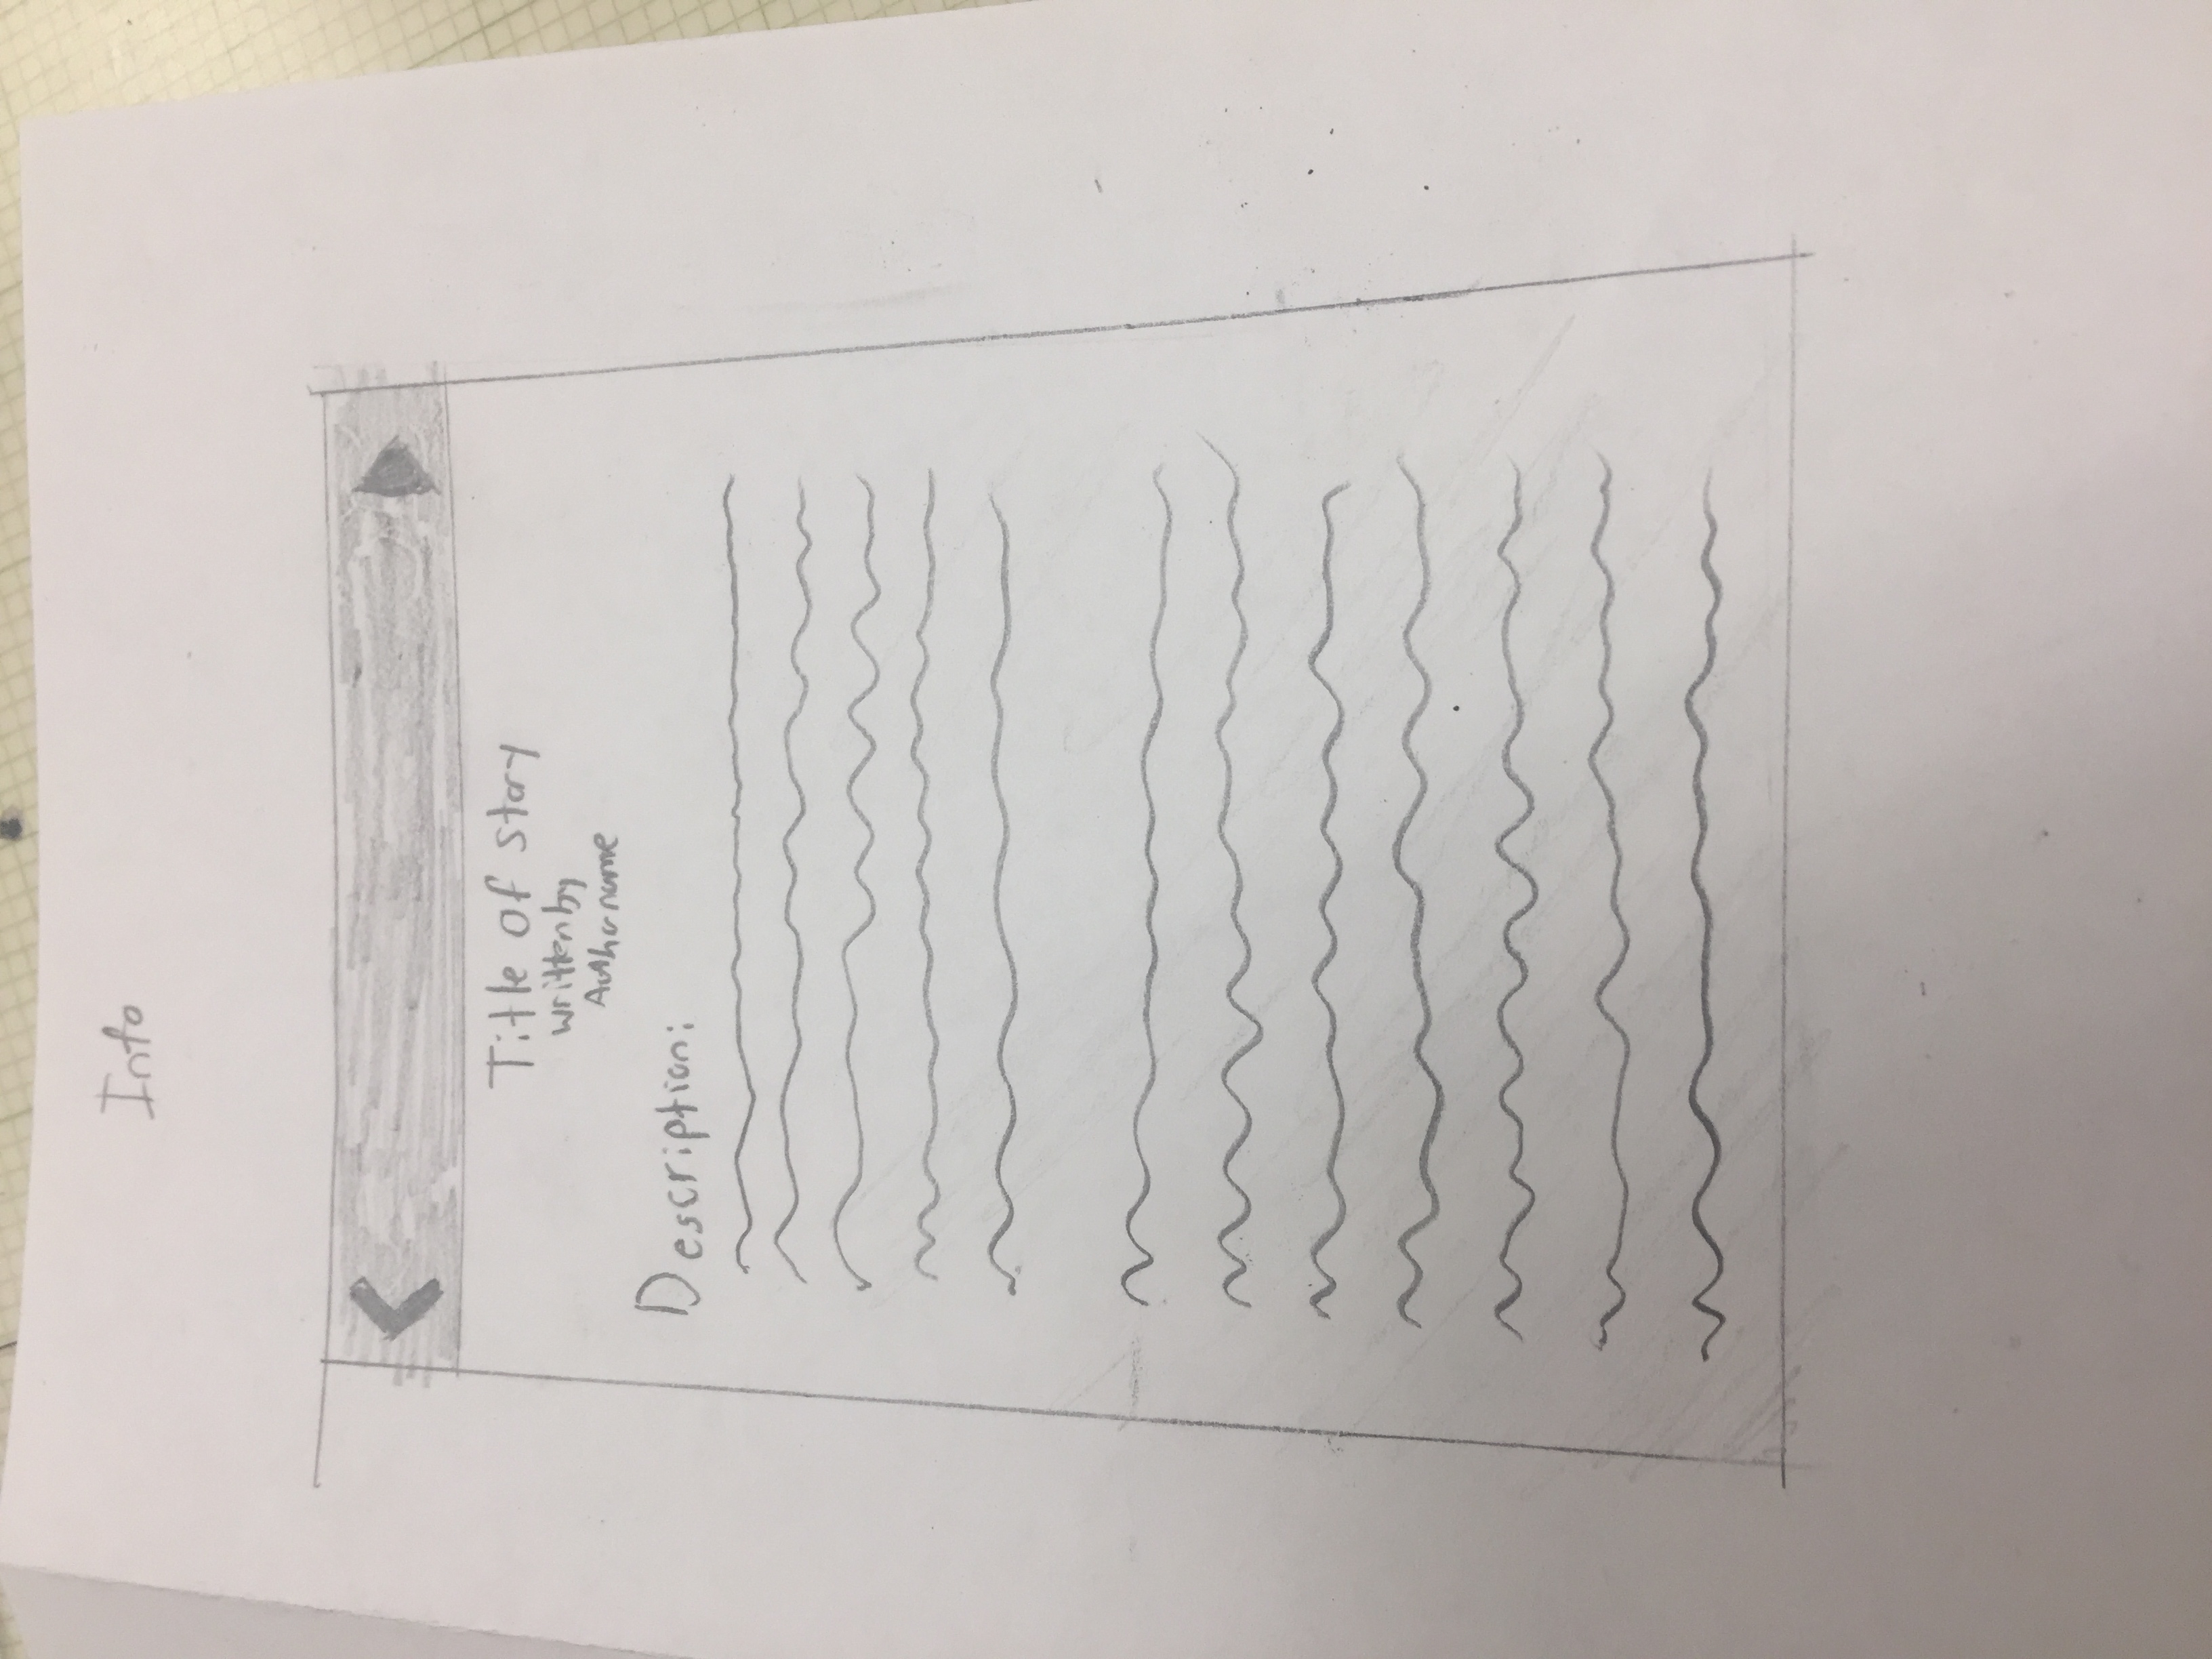 Info
Title of story
written by
Author name
Description: